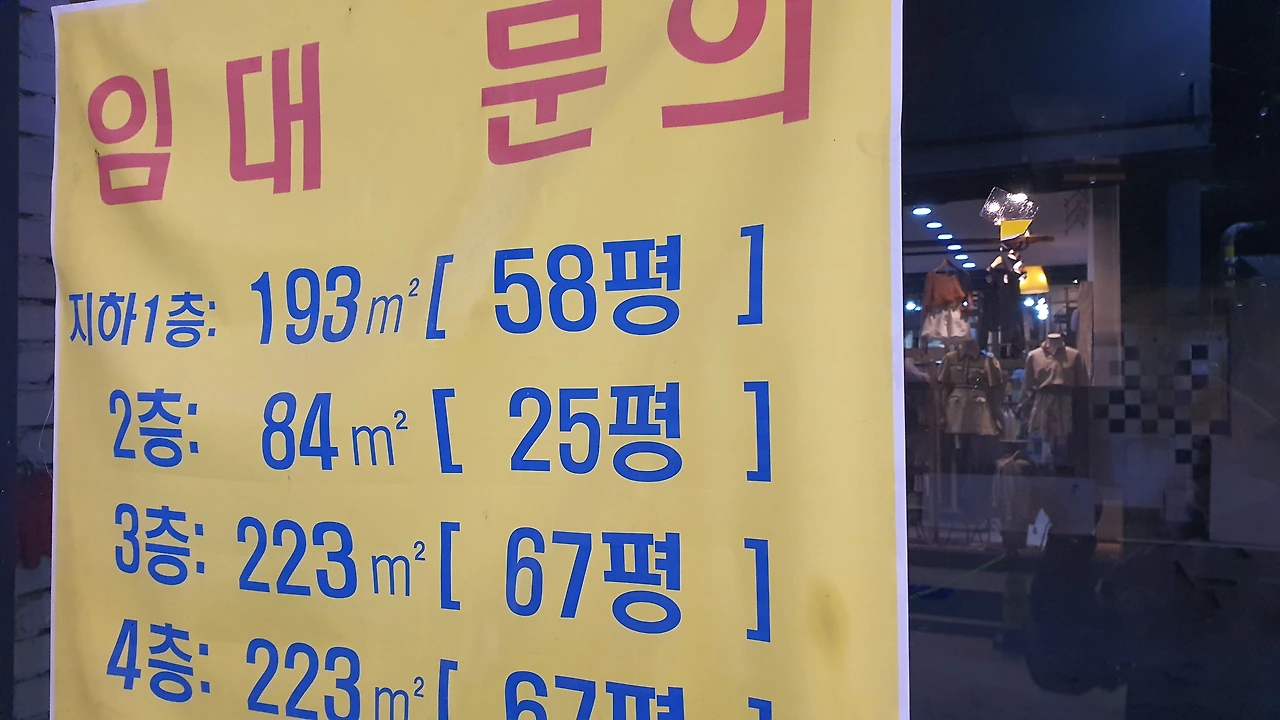 임대 문의
지하1층: 193m² [ 58평 ]
2층: 84m² [ 25평 ]
3층: 223m² [ 67평 ]
4층: 223m² [ 67평 ]